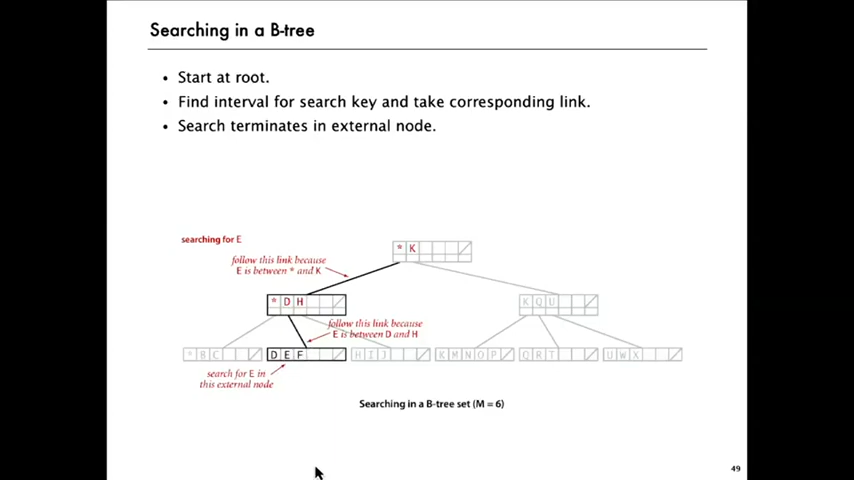 Searching in a B-tree
• Start at root.
• Find interval for search key and take corresponding link.
• Search terminates in external node.
searching for E
* K
follow this link because
E is between * and K
* D H
K Q U
follow this link because
E is between D and H
* B C
D E F
H I J
K M N O P
Q R T
U W X
search for E in
this external node
Searching in a B-tree set (M = 6)
49